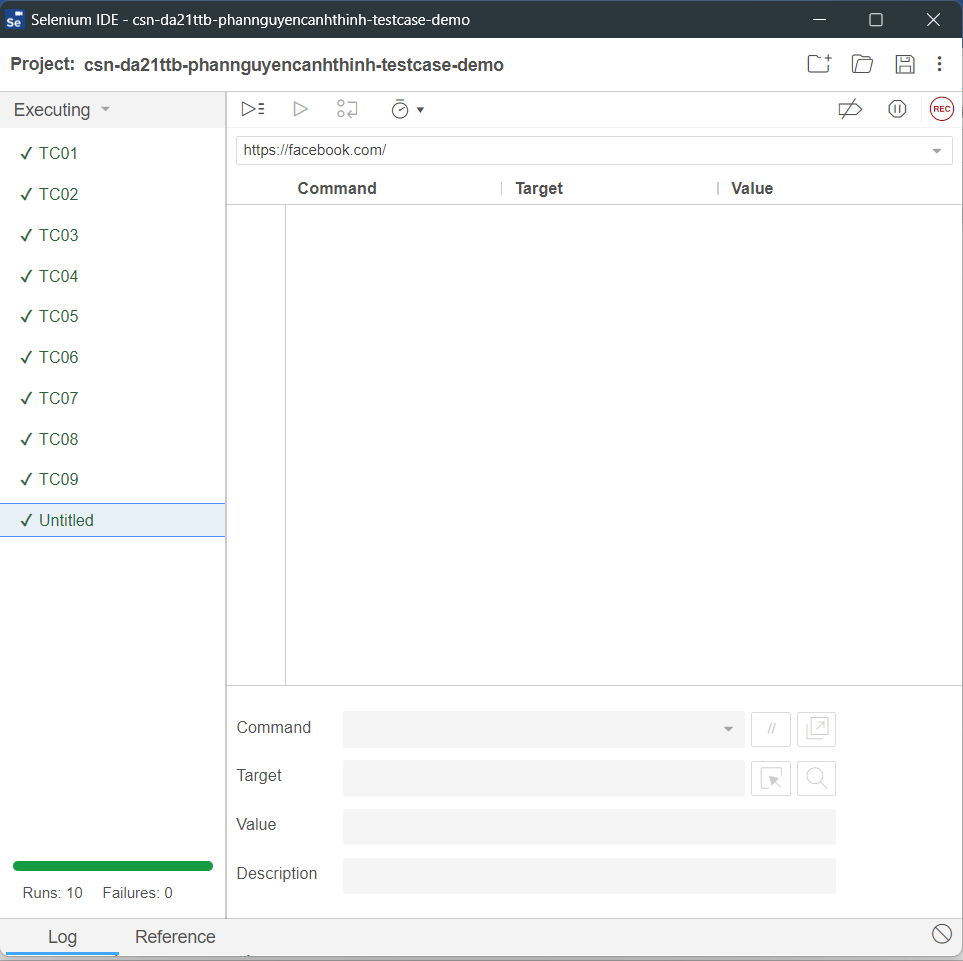 Se Selenium IDE - csn-da21ttb-phannguyencanhthinh-testcase-demo
Project: csn-da21ttb-phannguyencanhthinh-testcase-demo
Executing
REC
✓ TC01
✓ TC02
✓ TC03
✓ TC04
✓ TC05
✓ TC06
✓ TC07
✓ TC08
✓ TC09
✓ Untitled
Runs: 10 Failures: 0
https://facebook.com/
Command Target Value
Command //
Target
Value
Description
Log Reference